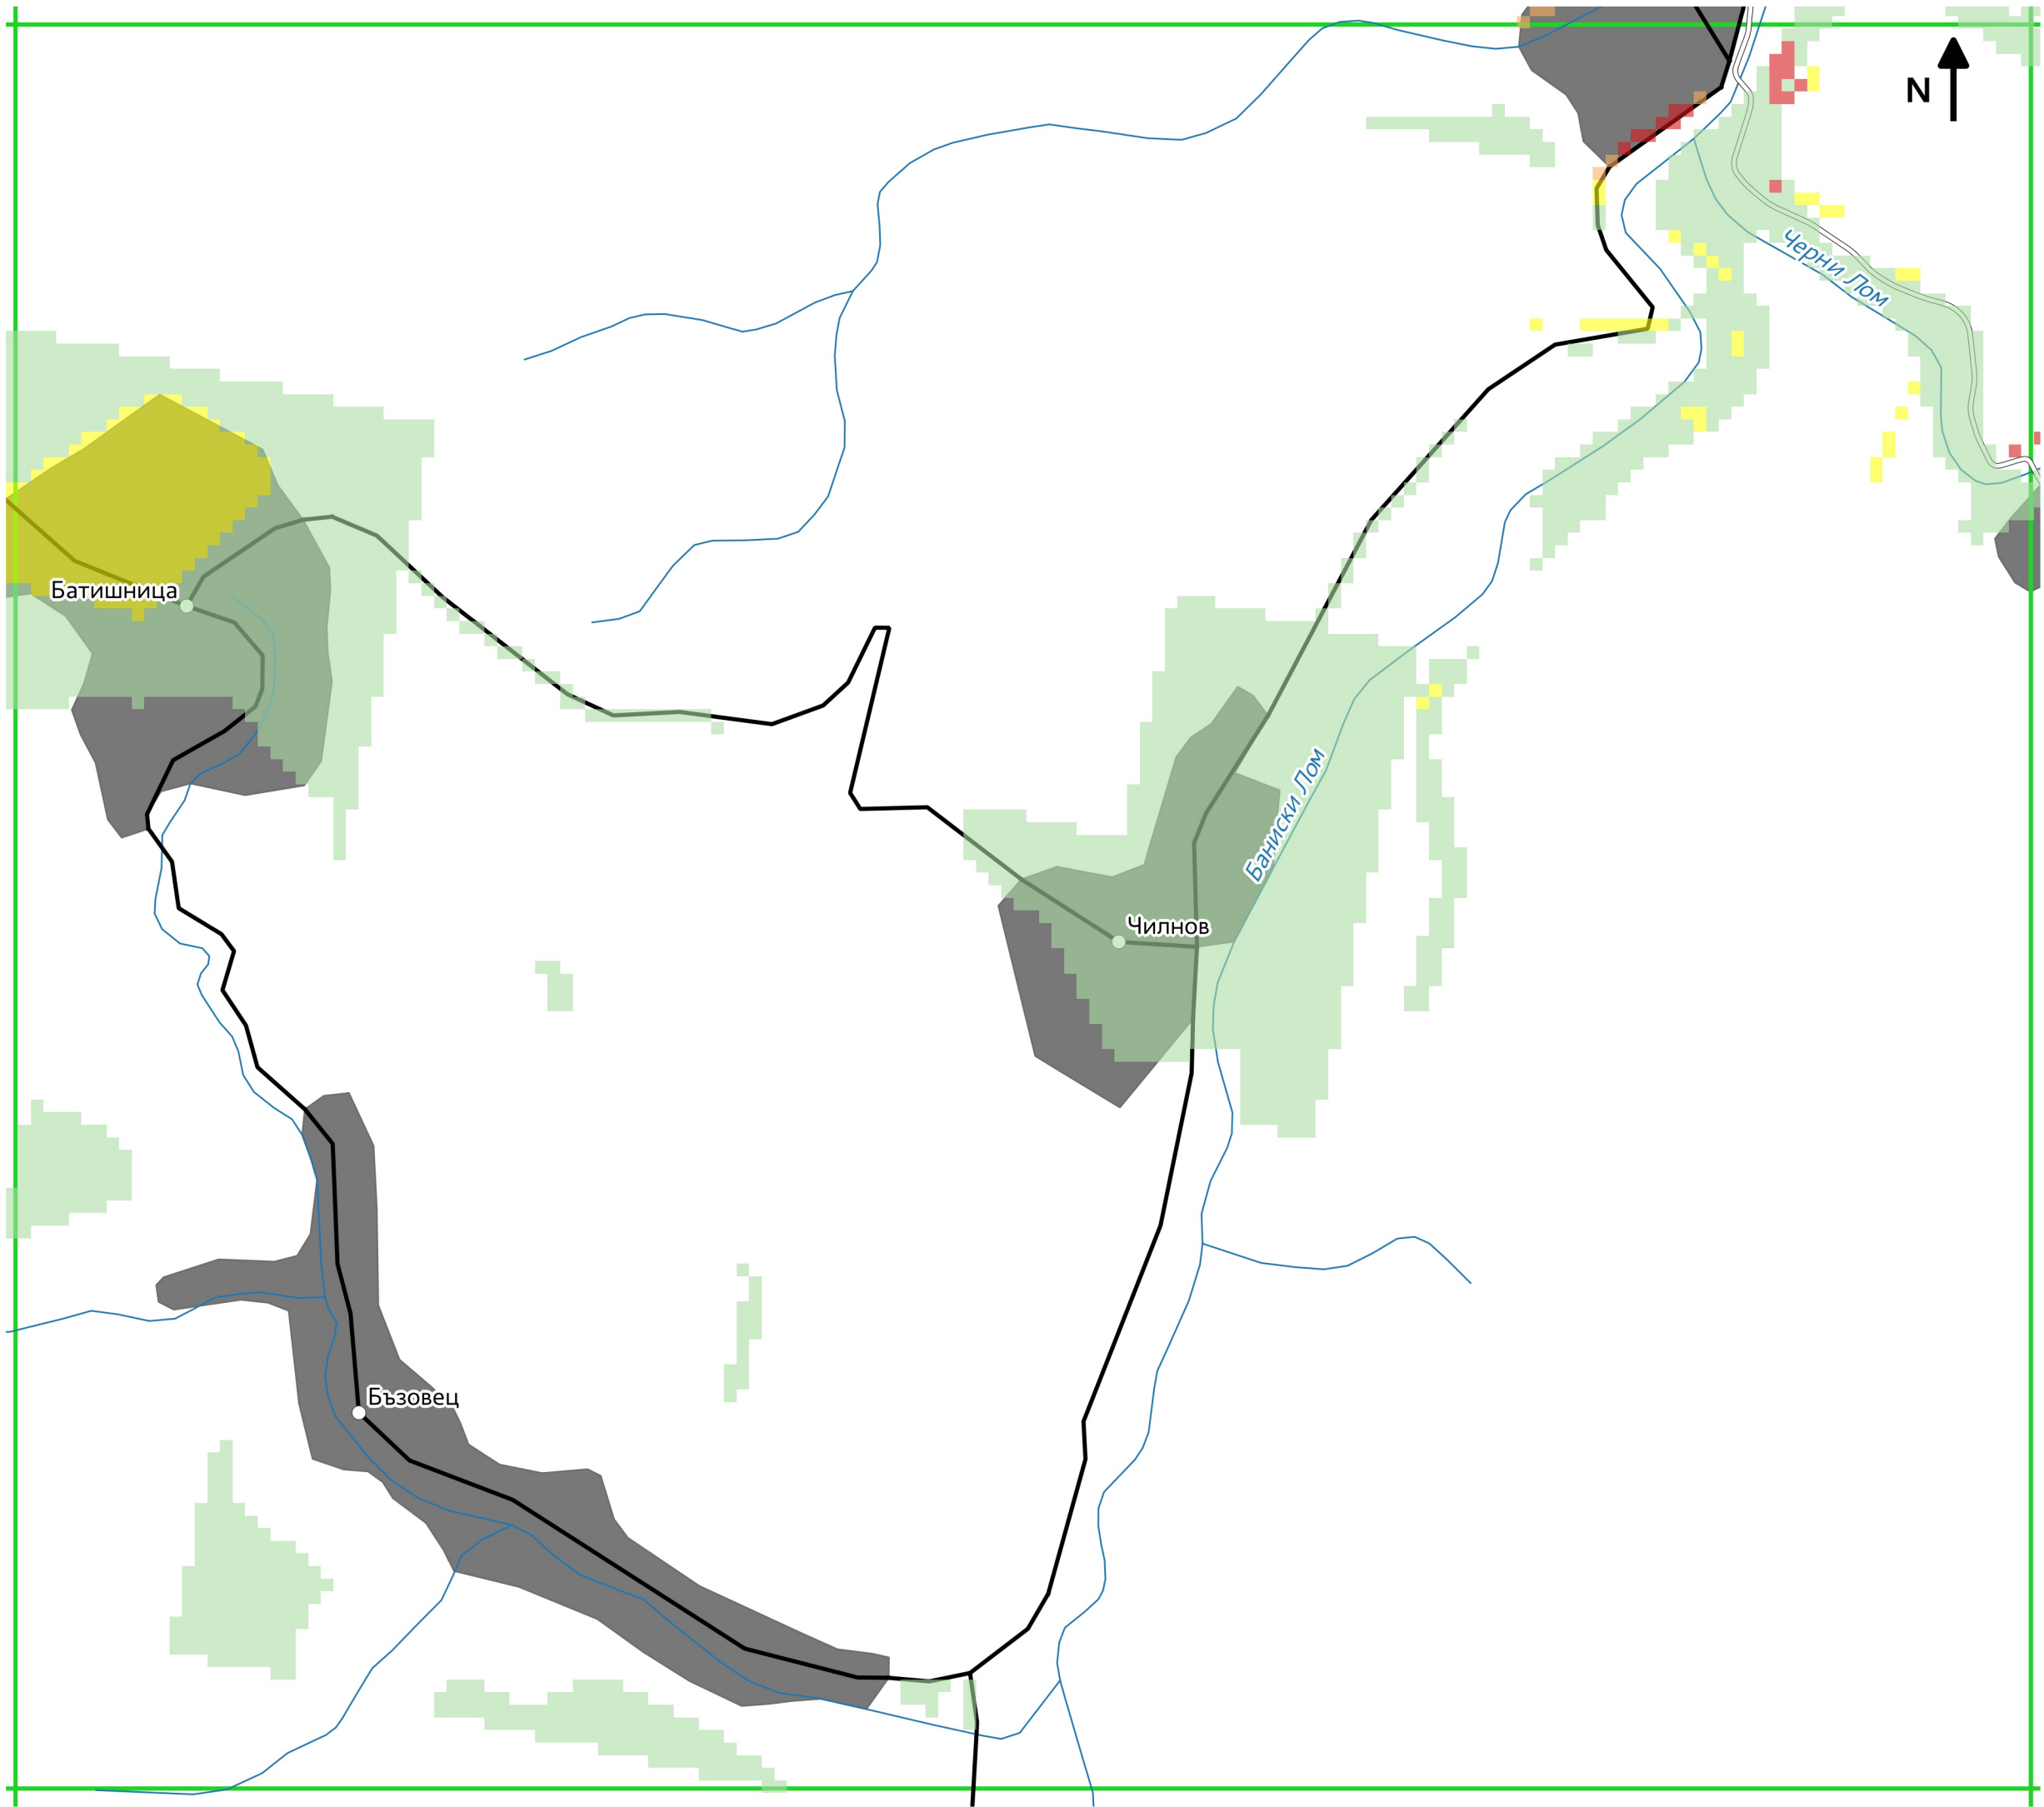 N
Черни Лом
Батишница
Баниски Лом
Чилнов
Бъзовец